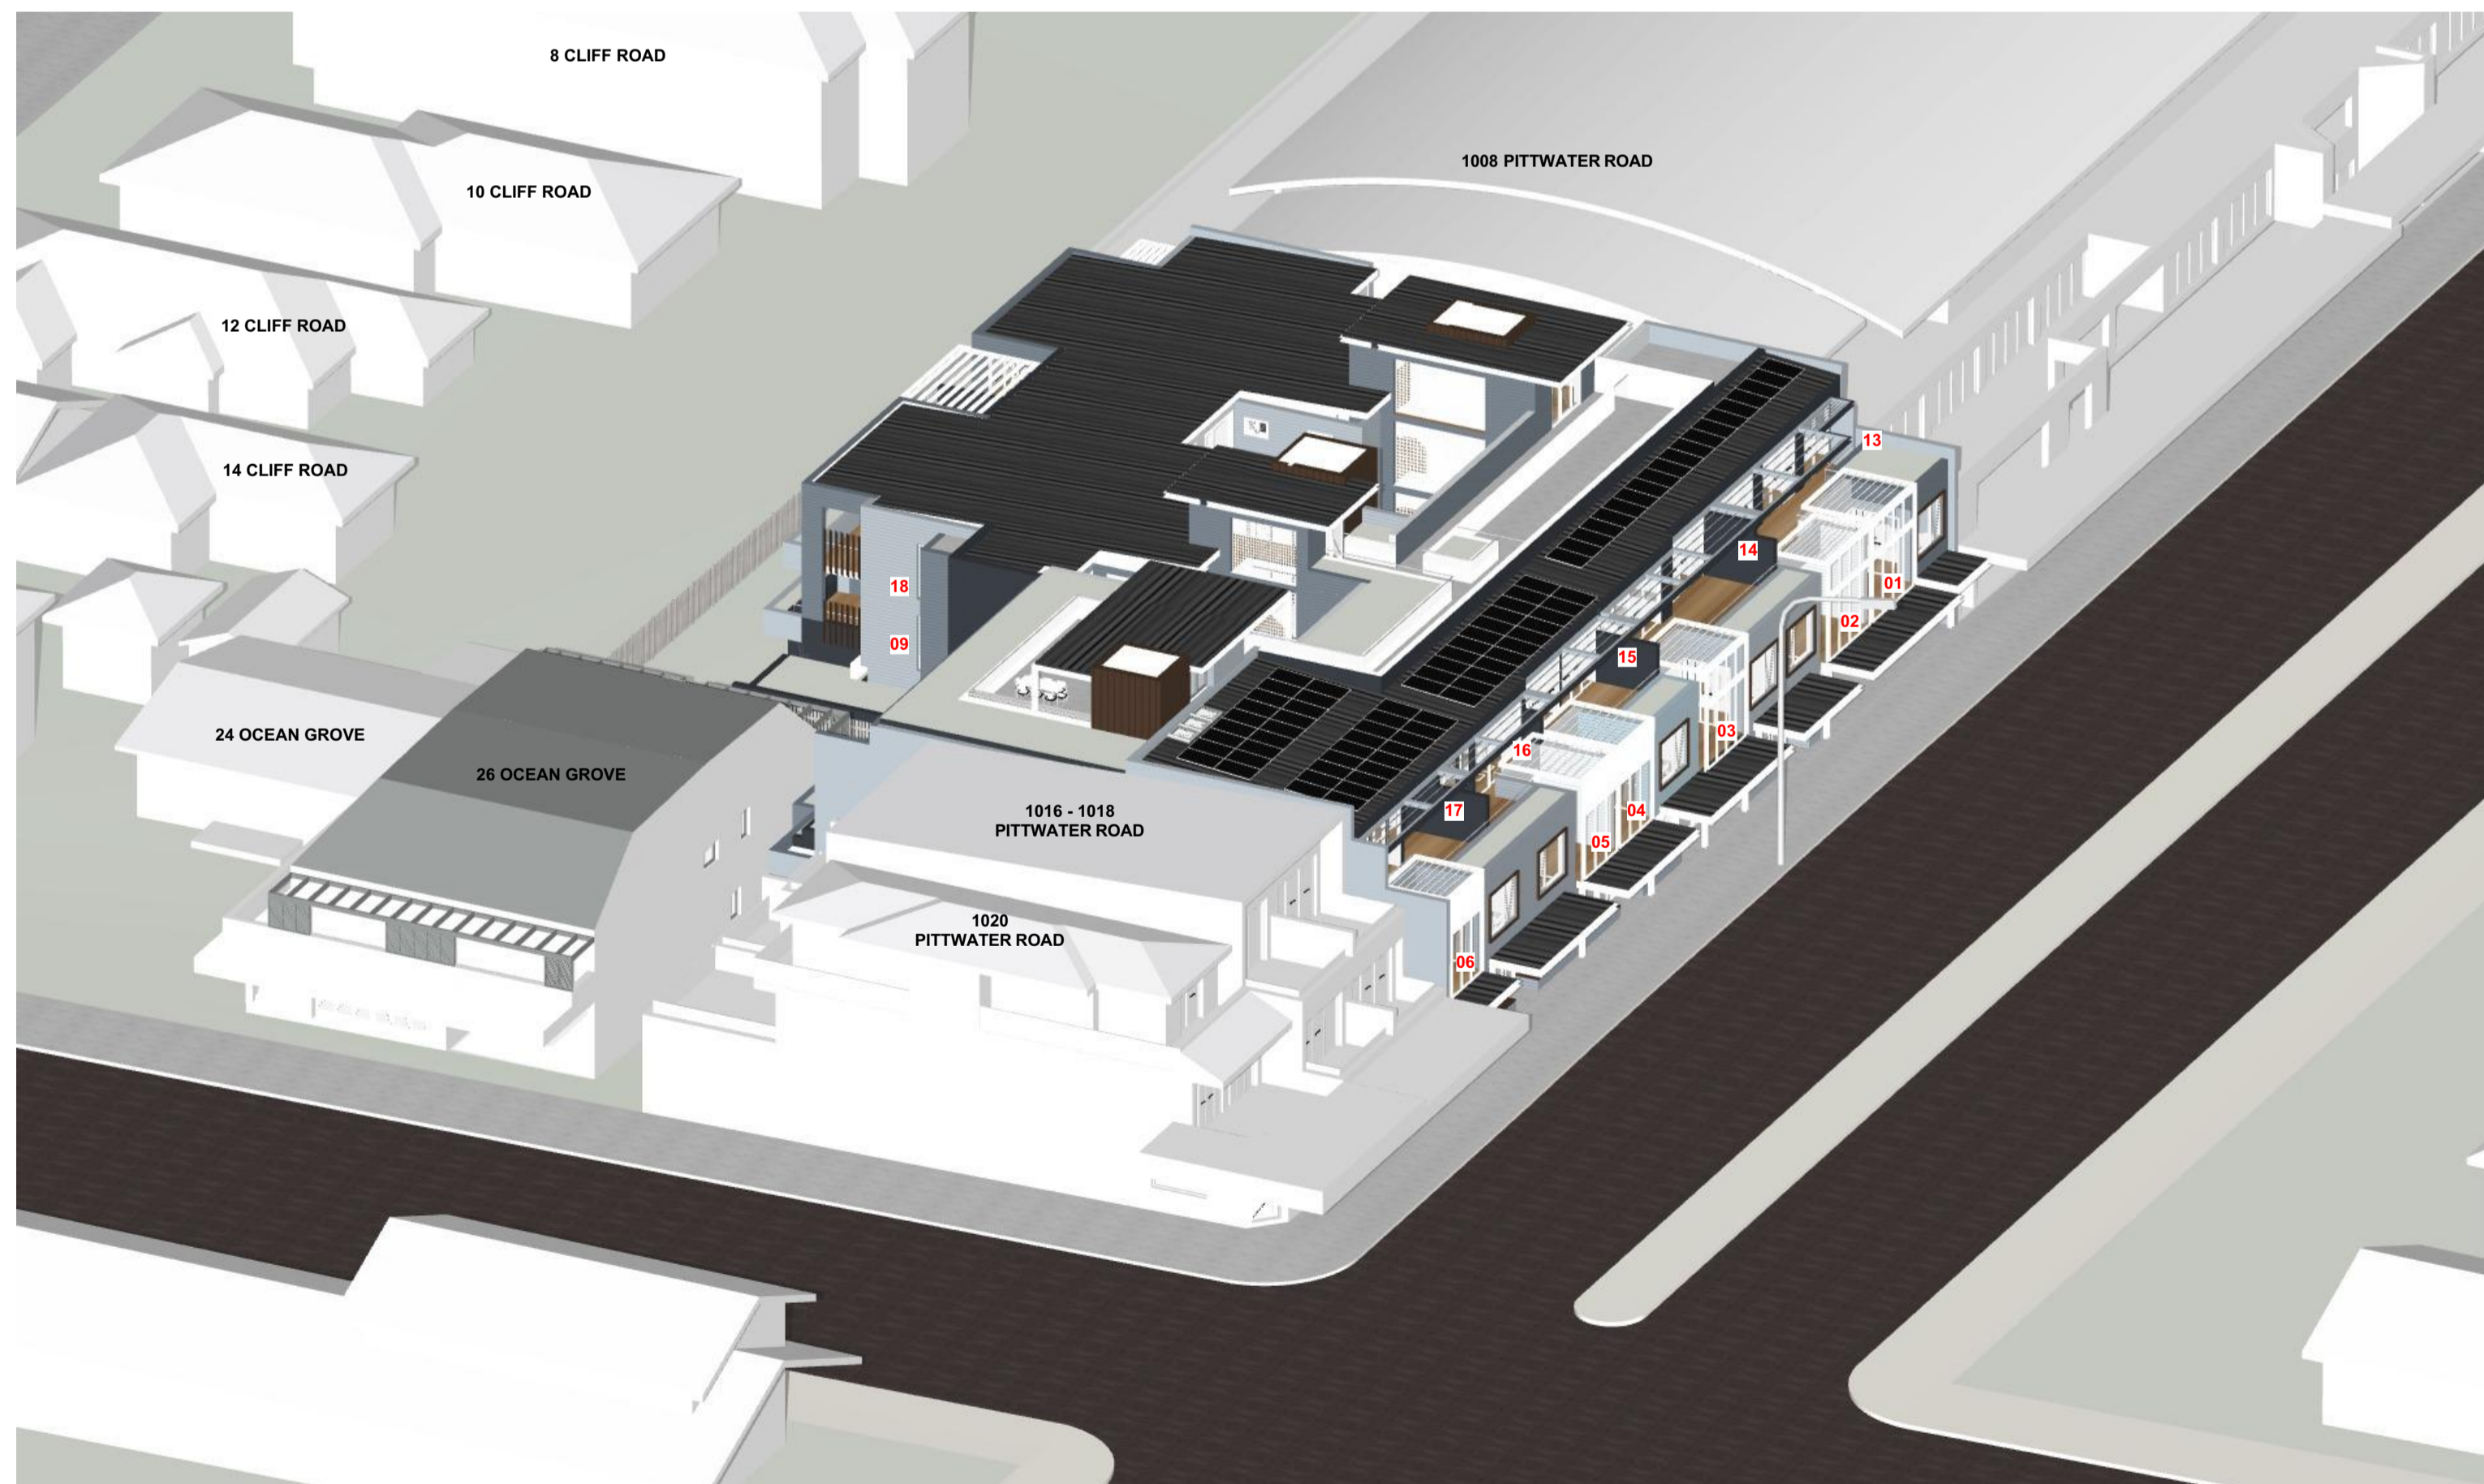 8 CLIFF ROAD
1008 PITTWATER ROAD
10 CLIFF ROAD
12 CLIFF ROAD
13
14 CLIFF ROAD
14
01
18
02
09
15
03
24 OCEAN GROVE
16
26 OCEAN GROVE
1016 - 1018
PITTWATER ROAD
17
04
05
1020
PITTWATER ROAD
06